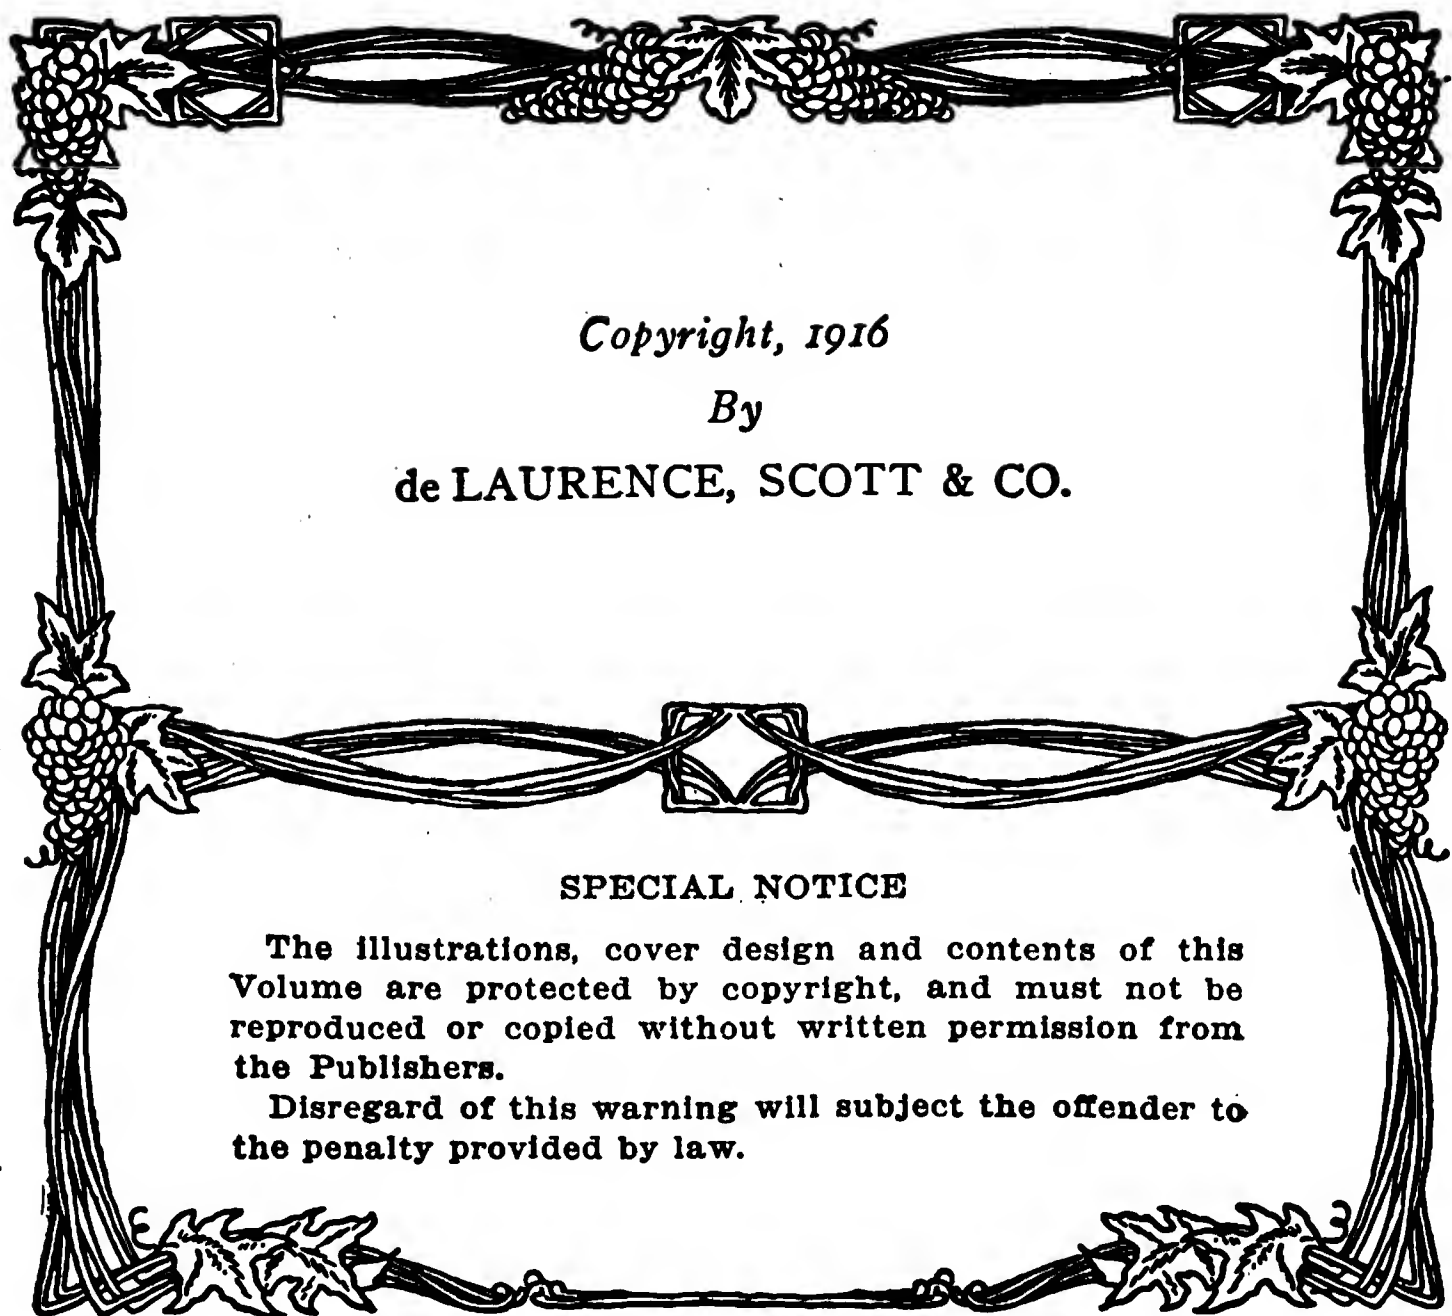 Copyright, 1916
By
de LAURENCE, SCOTT & CO.
SPECIAL NOTICE
The illustrations, cover design and contents of this
Volume are protected by copyright, and must not be
reproduced or copied without written permission from
the Publishers.
Disregard of this warning will subject the offender to
the penalty provided by law.